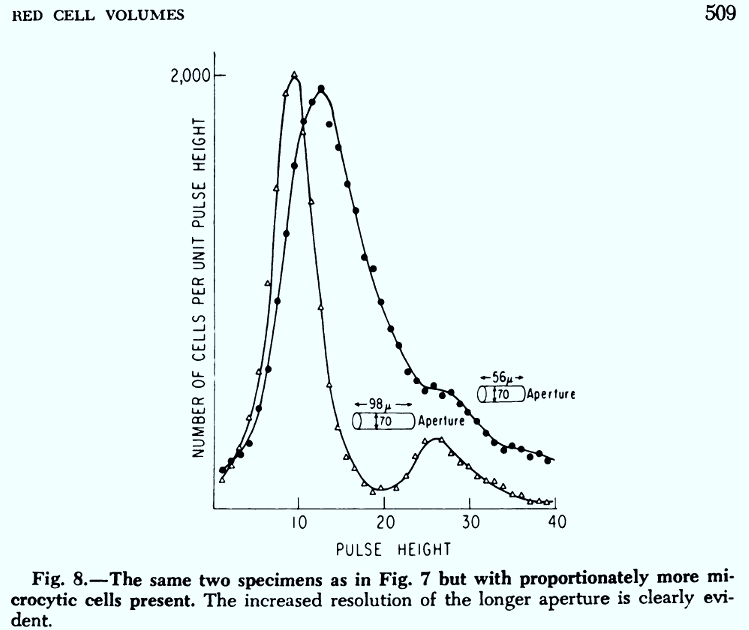 RED CELL VOLUMES 509
2,000
NUMBER OF CELLS PER UNIT PULSE HEIGHT
56μ
70 Aperture
98μ
70 Aperture
10 20 30 40
PULSE HEIGHT
Fig. 8.—The same two specimens as in Fig. 7 but with proportionately more mi-
crocytic cells present. The increased resolution of the longer aperture is clearly evi-
dent.